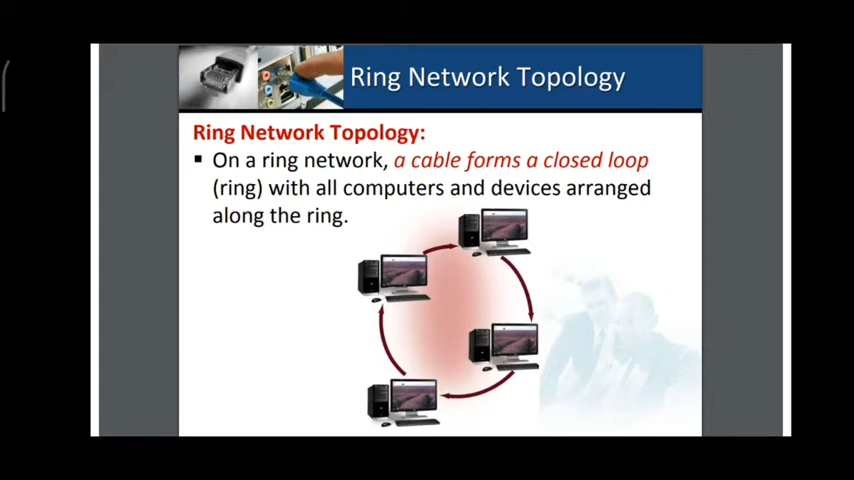 Ring Network Topology
Ring Network Topology:
▪ On a ring network, a cable forms a closed loop
(ring) with all computers and devices arranged
along the ring.